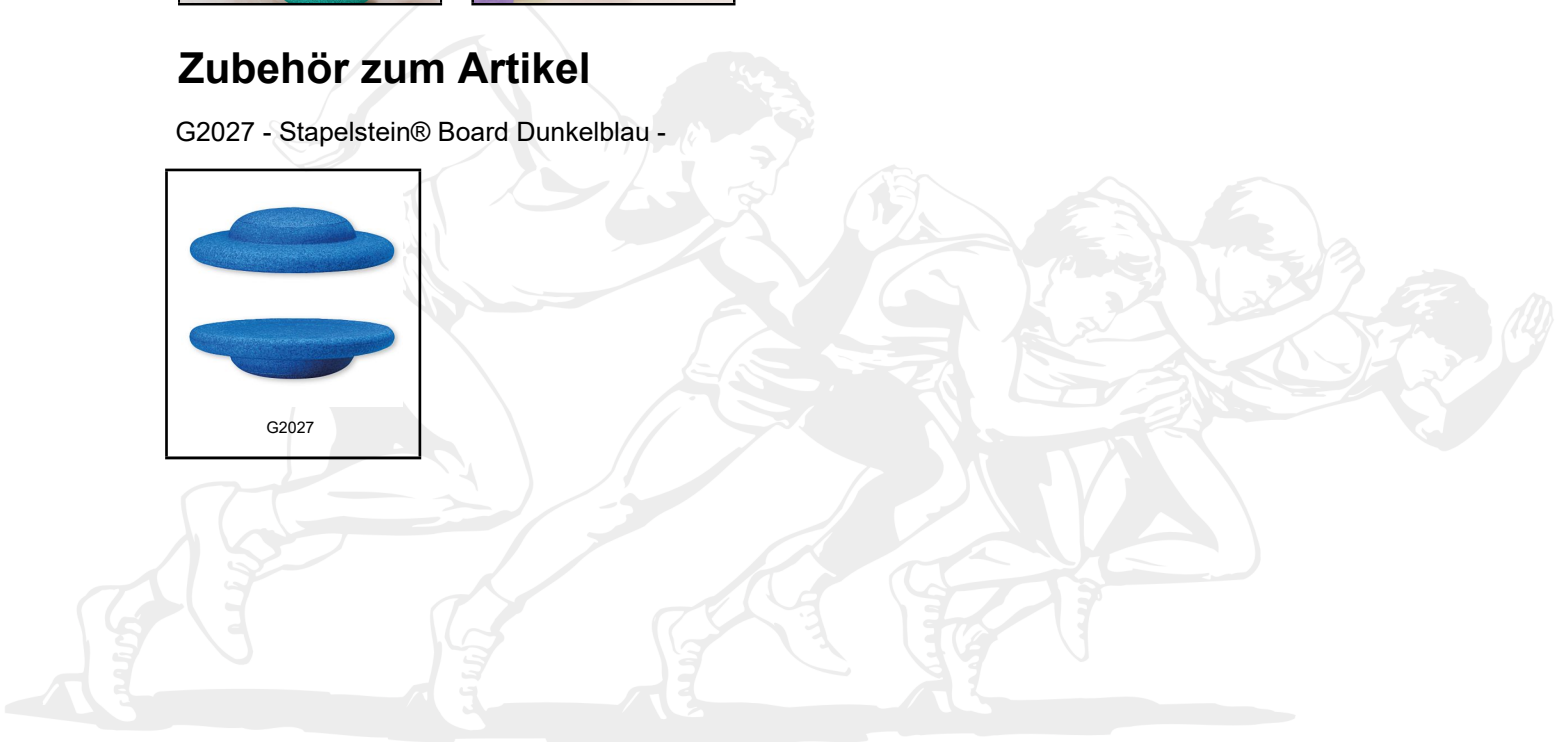 Zubehör zum Artikel
G2027 - Stapelstein® Board Dunkelblau -
G2027